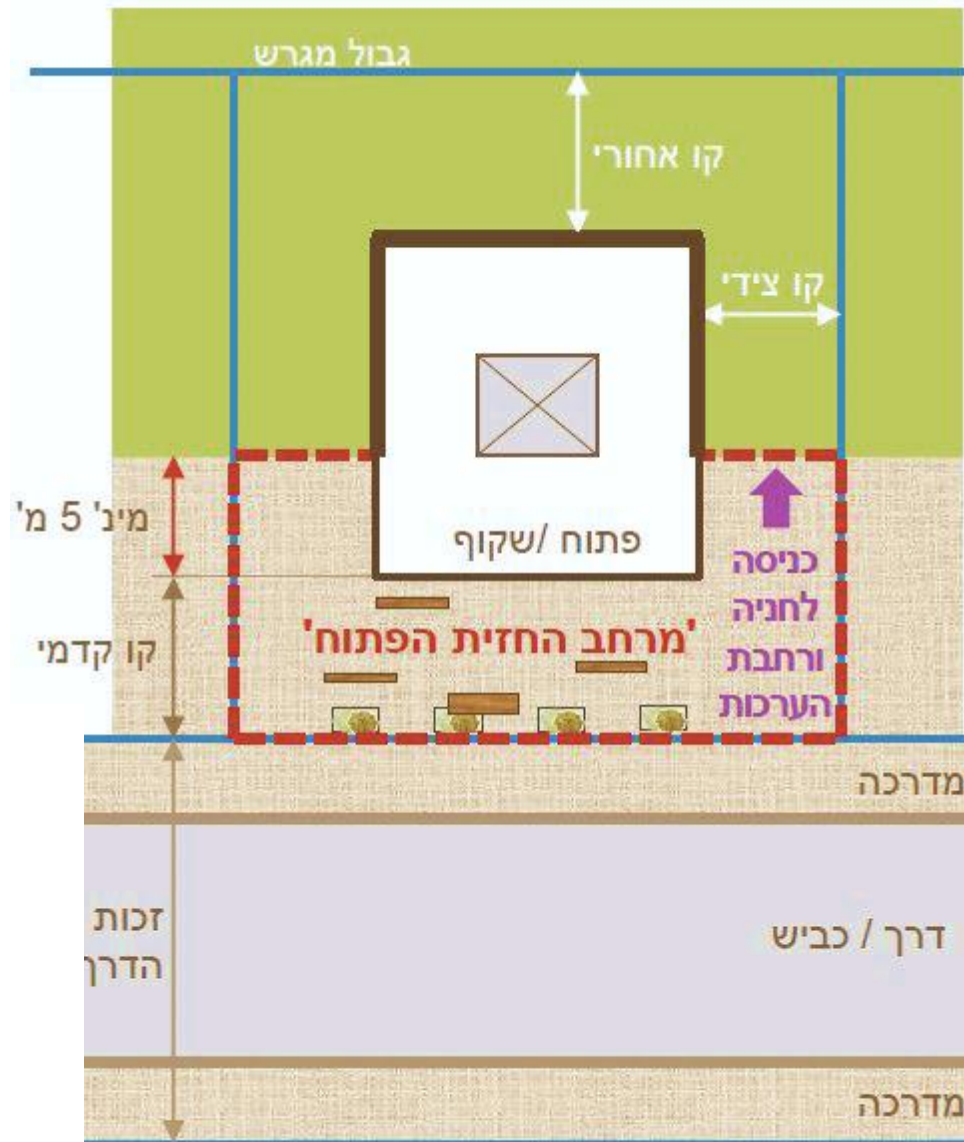 גבול מגרש
קו אחורי
קו צידי
מינ' 5 מ'
פתוח /שקוף
כניסה
לחניה
ורחבת
הערכות
'מרחב החזית הפתוח'
קו קדמי
מדרכה
זכות
הדרך
דרך / כביש
מדרכה